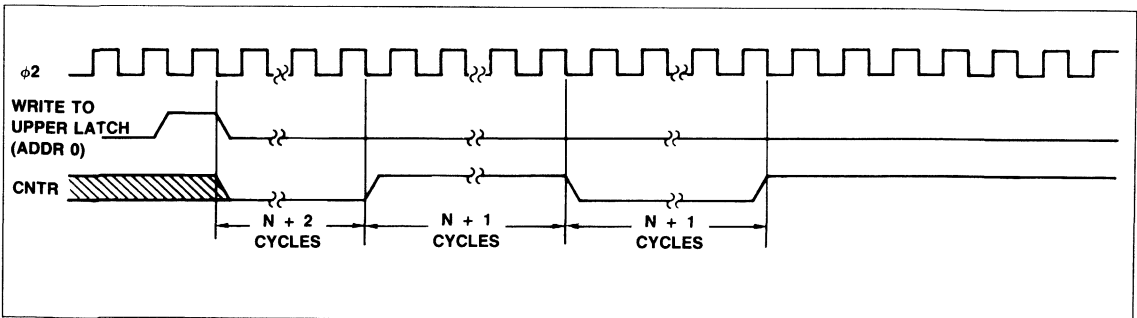 φ2
WRITE TO
UPPER LATCH
(ADDR 0)
CNTR
N + 2
CYCLES
N + 1
CYCLES
N + 1
CYCLES